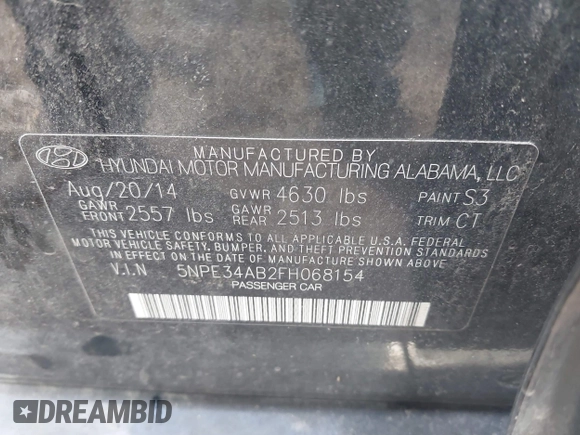 MANUFACTURED BY
HYUNDAI MOTOR MANUFACTURING ALABAMA, LLC
Aug/20/14 GVWR 4630 lbs PAINT S3
GAWR FRONT 2557 lbs GAWR REAR 2513 lbs TRIM CT
THIS VEHICLE CONFORMS TO ALL APPLICABLE U.S.A. FEDERAL
MOTOR VEHICLE SAFETY, BUMPER, AND THEFT PREVENTION STANDARDS
IN EFFECT ON THE DATE OF MANUFACTURE SHOWN ABOVE.
V.I.N 5NPE34AB2FH068154
PASSENGER CAR
DREAMBID